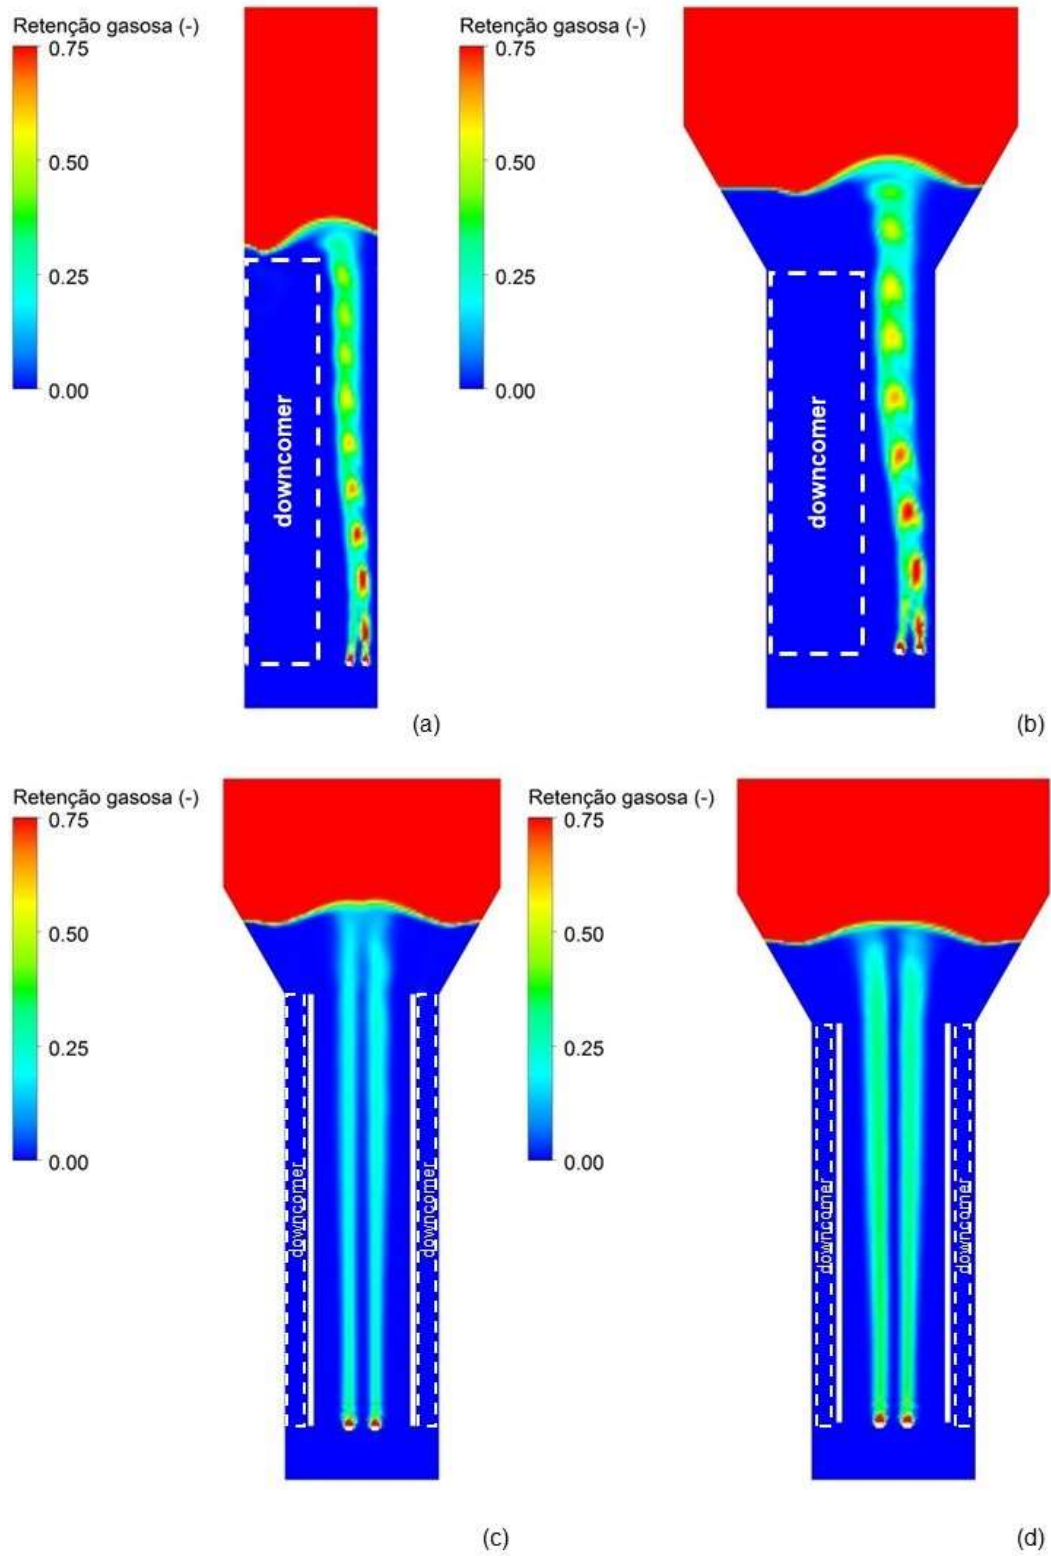 Retenção gasosa (-)
0.75
0.50
0.25
0.00
downcomer
(a)
Retenção gasosa (-)
0.75
0.50
0.25
0.00
downcomer
(b)
Retenção gasosa (-)
0.75
0.50
0.25
0.00
downcomer
downcomer
(c)
Retenção gasosa (-)
0.75
0.50
0.25
0.00
downcomer
downcomer
(d)